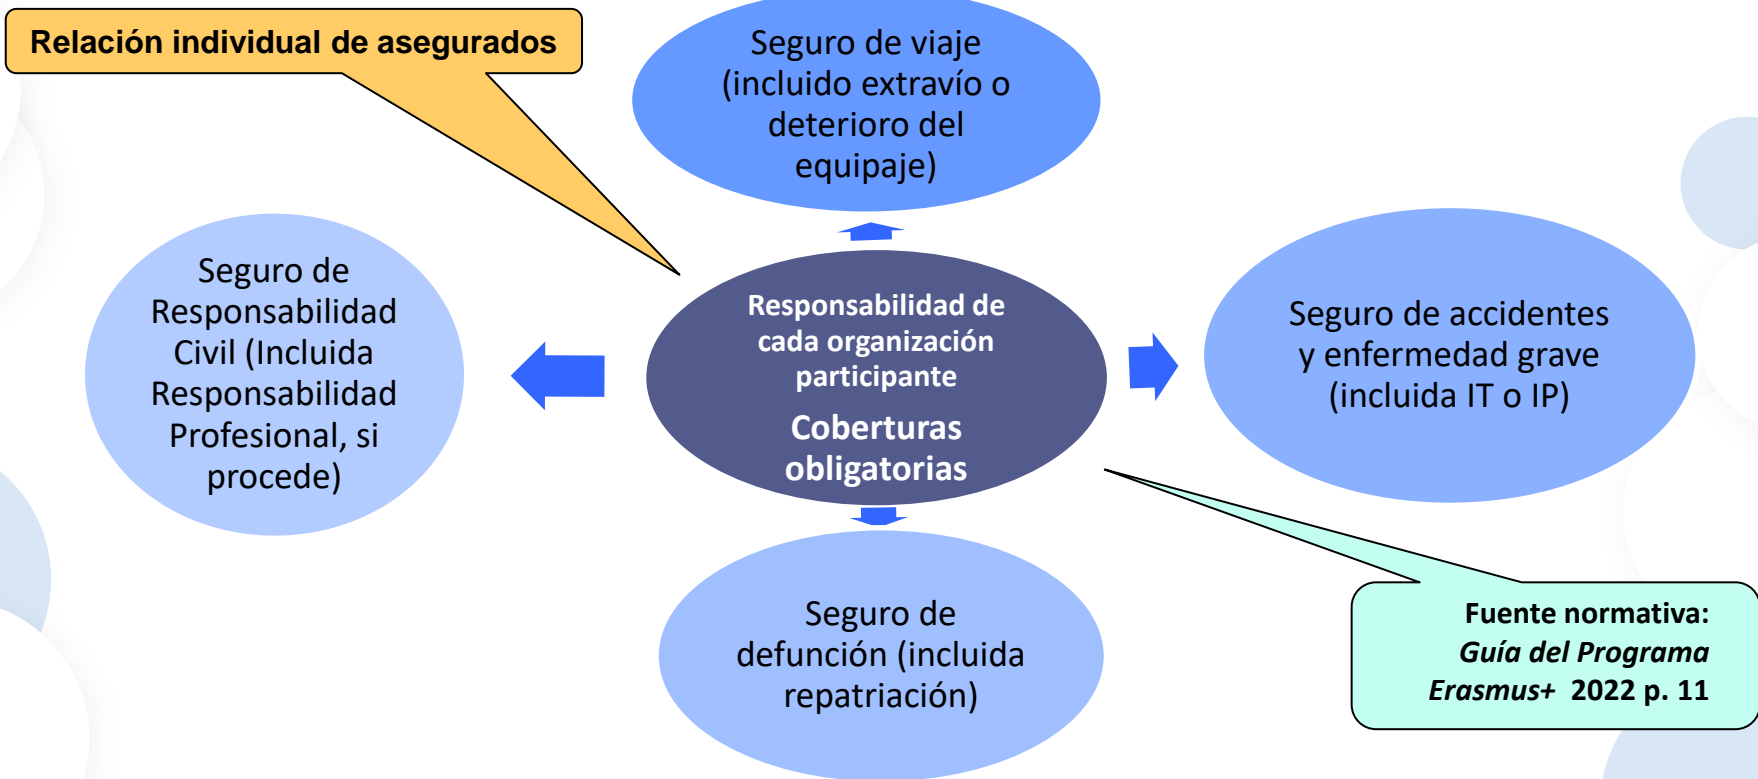 Relación individual de asegurados
Seguro de viaje
(incluido extravío o
deterioro del
equipaje)
Seguro de
Responsabilidad
Civil (Incluida
Responsabilidad
Profesional, si
procede)
Responsabilidad de
cada organización
participante
Coberturas
obligatorias
Seguro de accidentes
y enfermedad grave
(incluida IT o IP)
Seguro de
defunción (incluida
repatriación)
Fuente normativa:
Guía del Programa
Erasmus+ 2022 p. 11